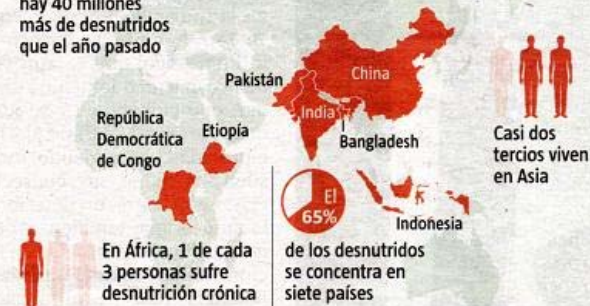 hay 40 millones
más de desnutridos
que el año pasado
Pakistán
China
India
Bangladesh
República
Democrática
de Congo
Etiopía
Casi dos
tercios viven
en Asia
Indonesia
En África, 1 de cada
3 personas sufre
desnutrición crónica
El
65%
de los desnutridos
se concentra en
siete países